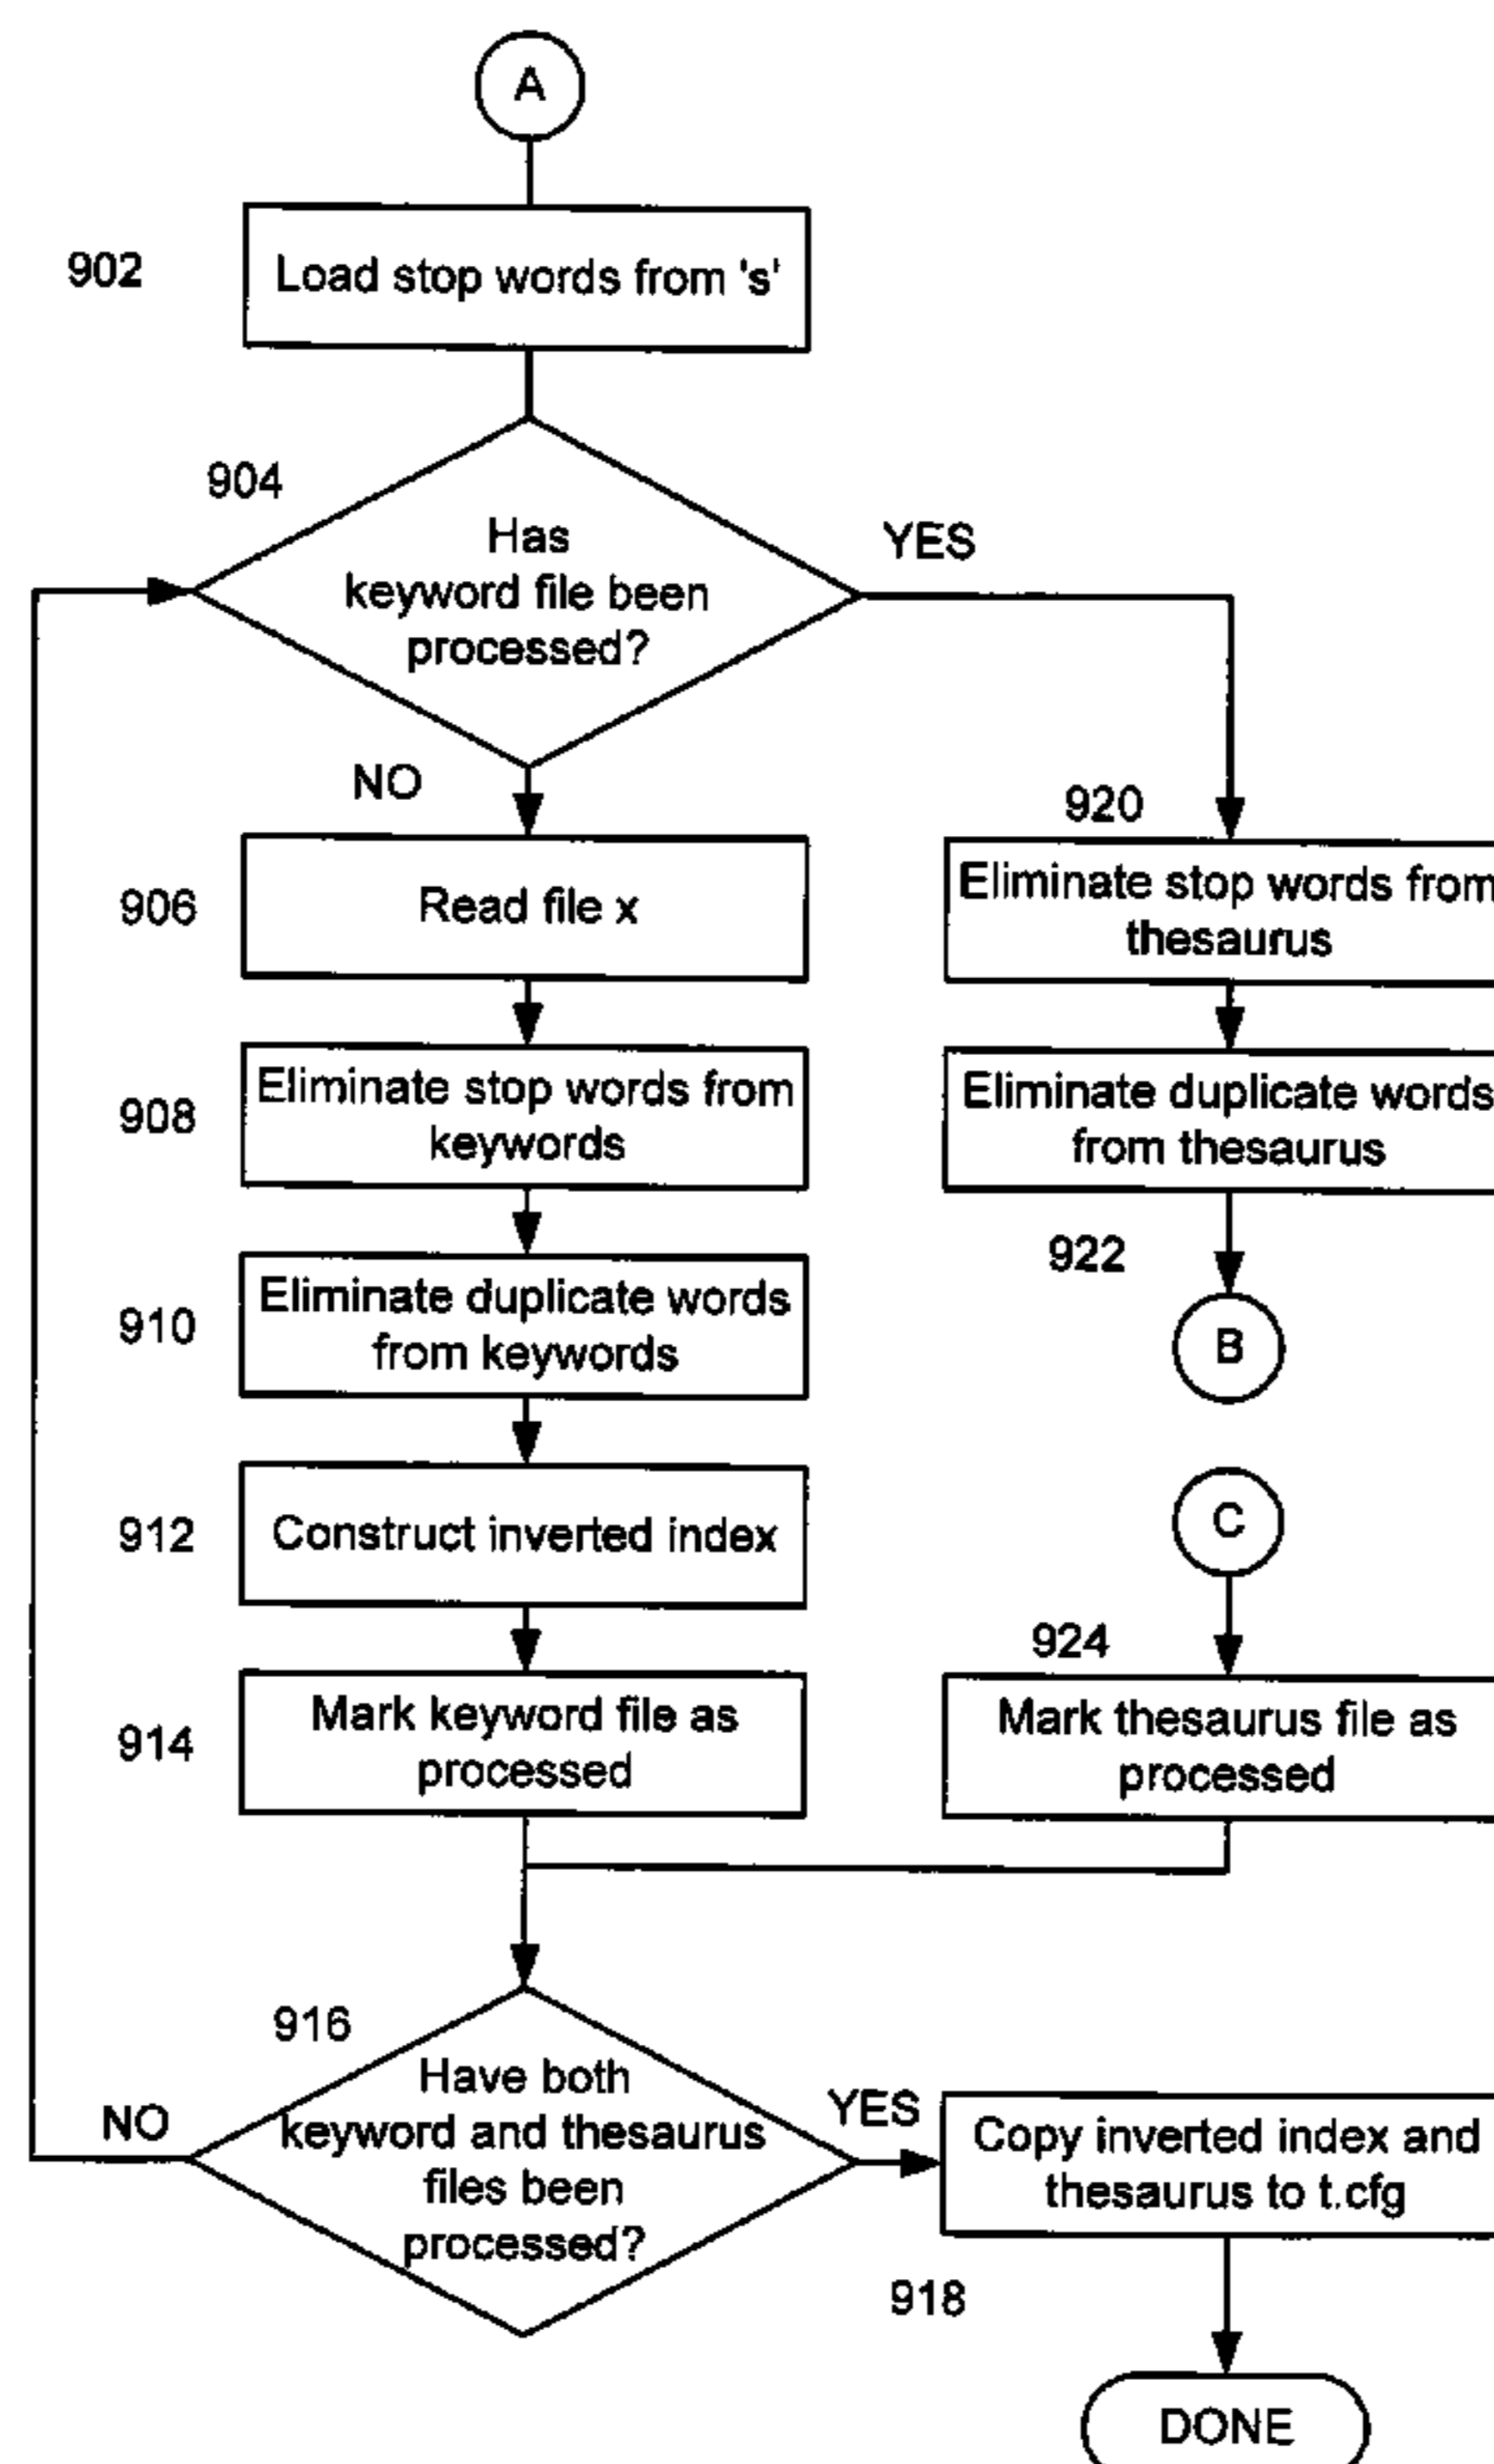 A
902
Load stop words from 's'
904
Has
keyword file been
processed?
YES
NO
906
Read file x
908
Eliminate stop words from
keywords
910
Eliminate duplicate words
from keywords
912
Construct inverted index
914
Mark keyword file as
processed
920
Eliminate stop words from
thesaurus
Eliminate duplicate words
from thesaurus
922
B
C
924
Mark thesaurus file as
processed
916
Have both
keyword and thesaurus
files been
processed?
NO
YES
Copy inverted index and
thesaurus to t.cfg
918
DONE